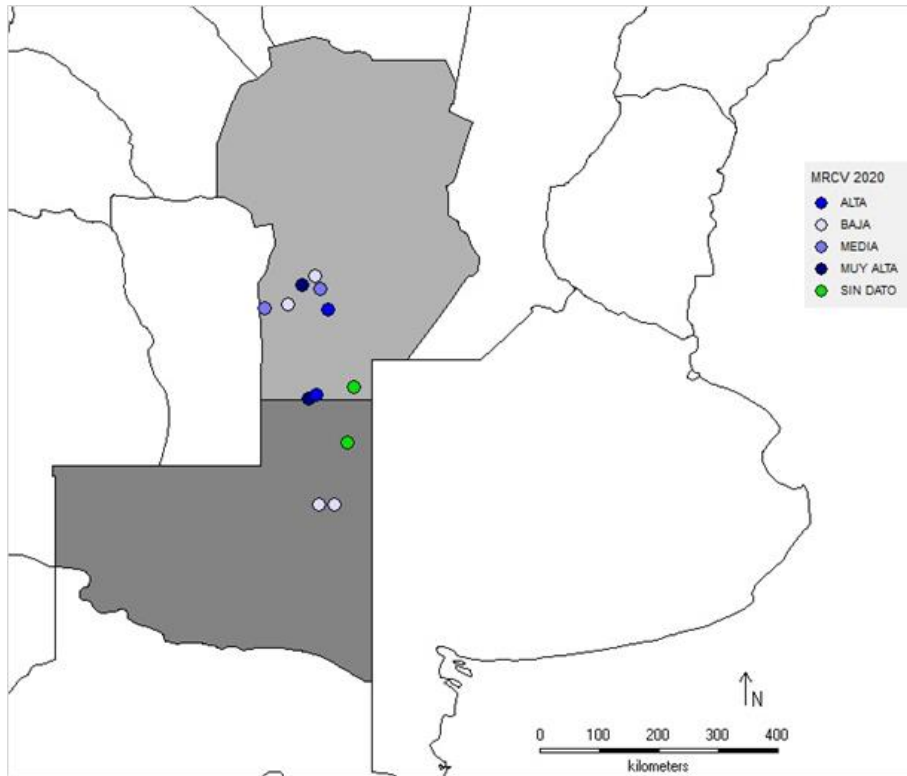 MRCV 2020
ALTA
BAJA
MEDIA
MUY ALTA
SIN DATO
N
0 100 200 300 400
kilometers